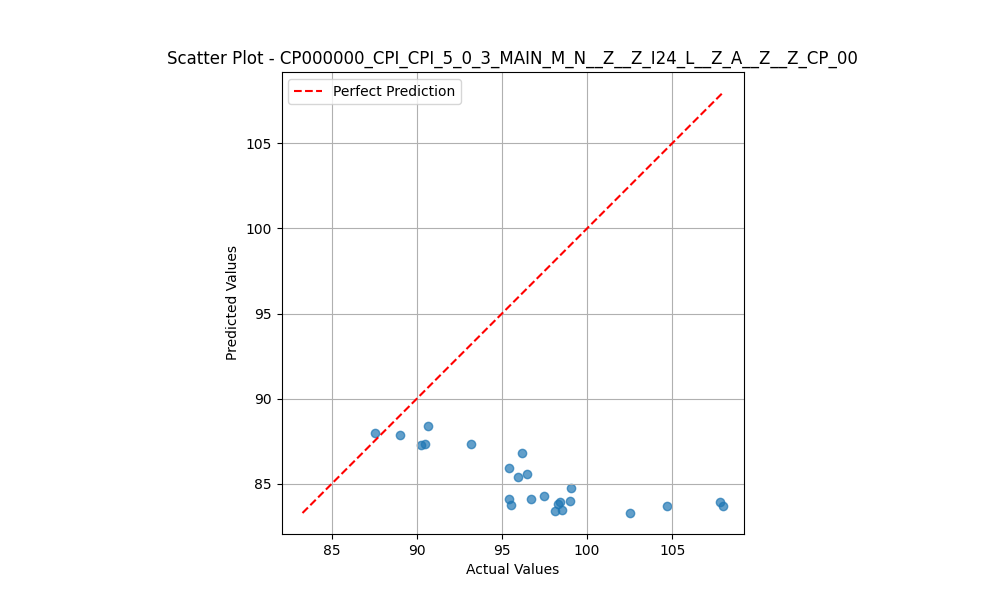 Scatter Plot - CP000000_CPI_CPI_5_0_3_MAIN_M_N__Z__Z_I24_L__Z_A__Z__Z_CP_00
Perfect Prediction
105
100
95
90
85
Predicted Values
85 90 95 100 105
Actual Values